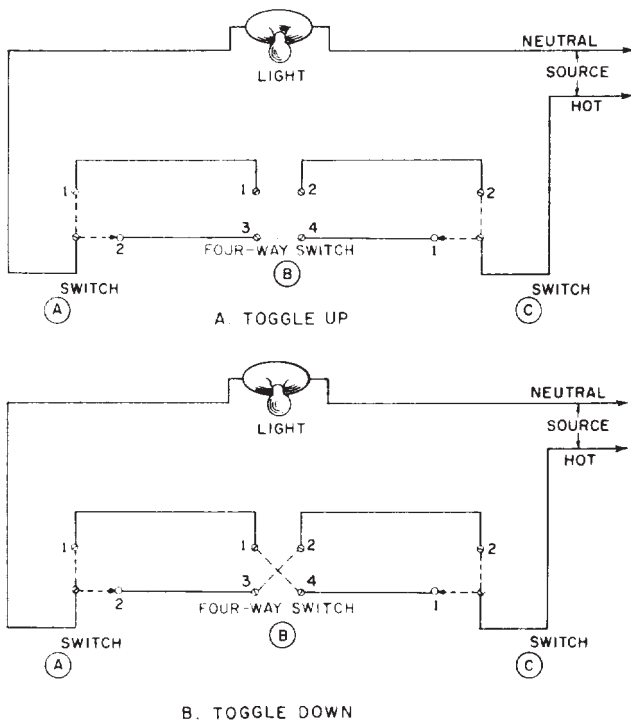 NEUTRAL
LIGHT
SOURCE
HOT
1 1 2 2
2 3 4 1
FOUR-WAY SWITCH
SWITCH B SWITCH
A C
A. TOGGLE UP
NEUTRAL
LIGHT
SOURCE
HOT
1 1 2 2
2 3 4 1
FOUR-WAY SWITCH
SWITCH B SWITCH
A C
B. TOGGLE DOWN